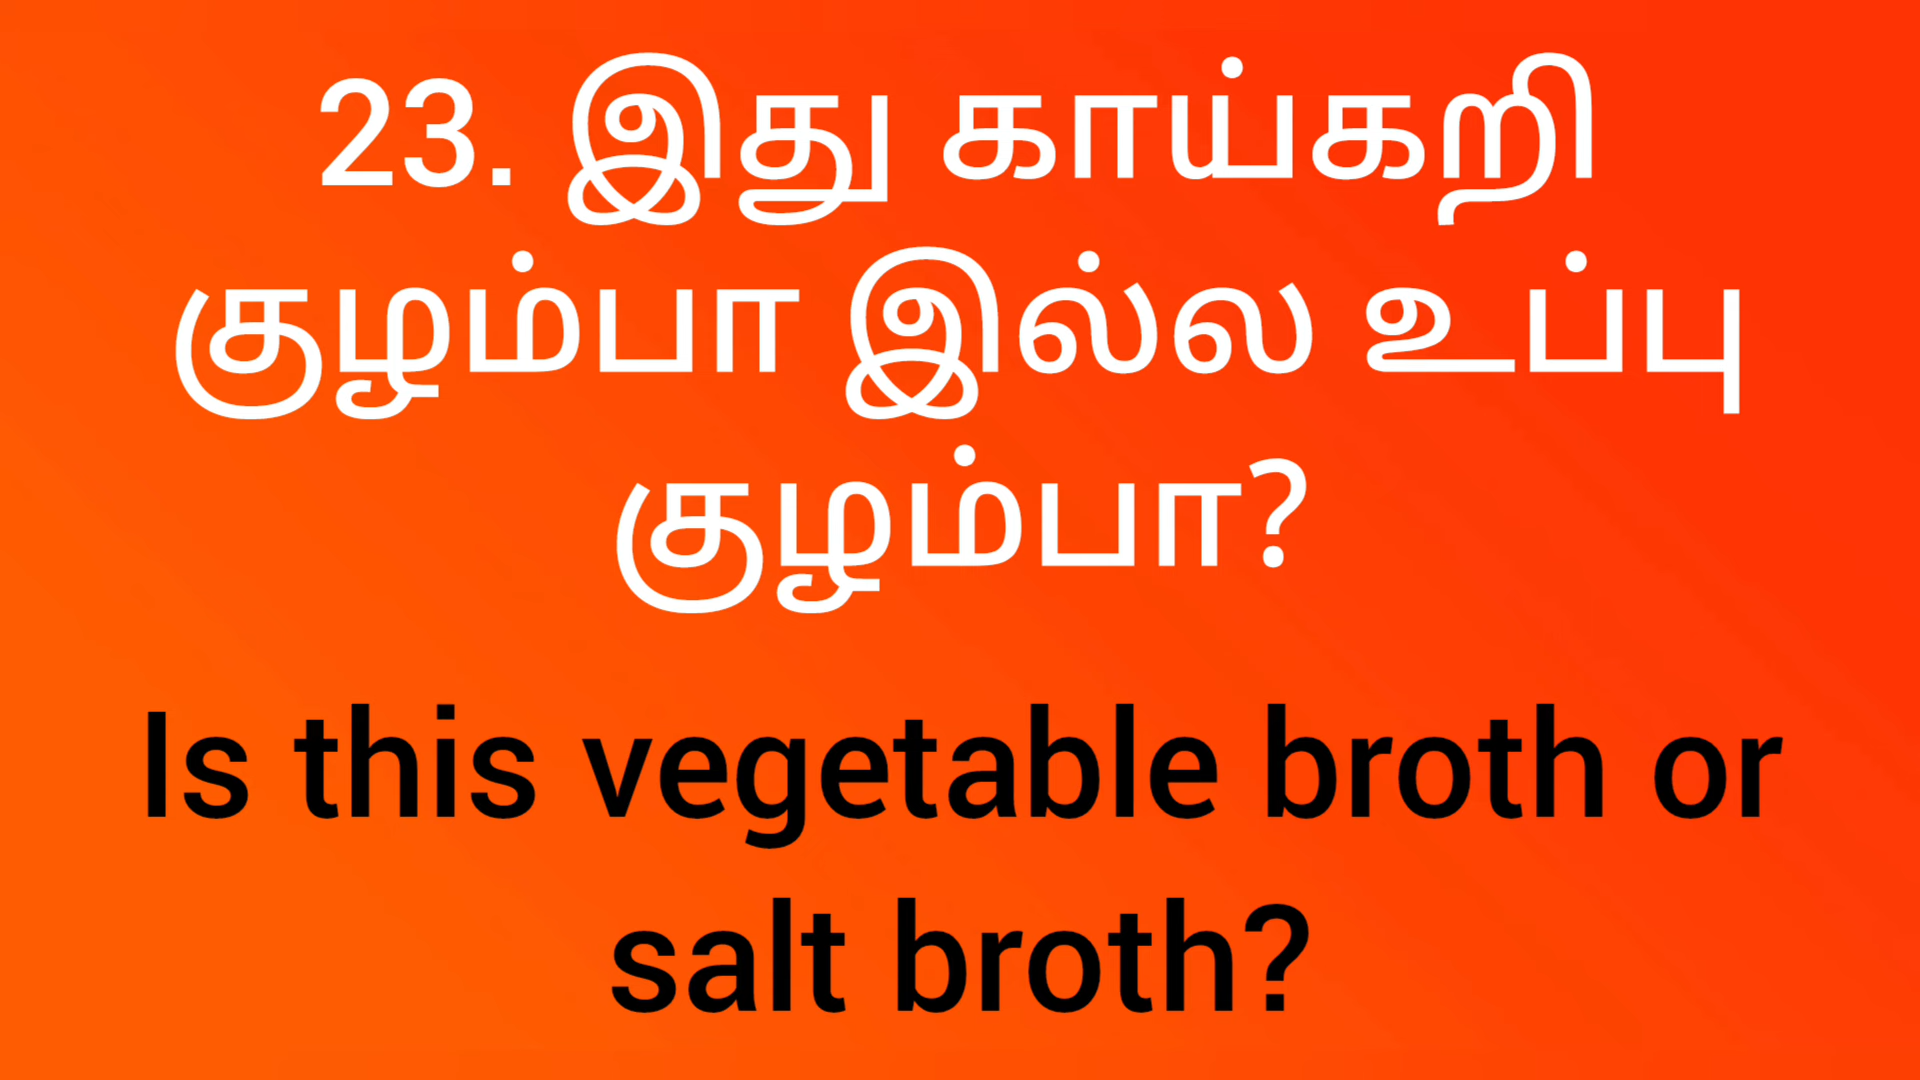 23. இது காய்கறி
குழம்பா இல்ல உப்பு
குழம்பா?
Is this vegetable broth or
salt broth?